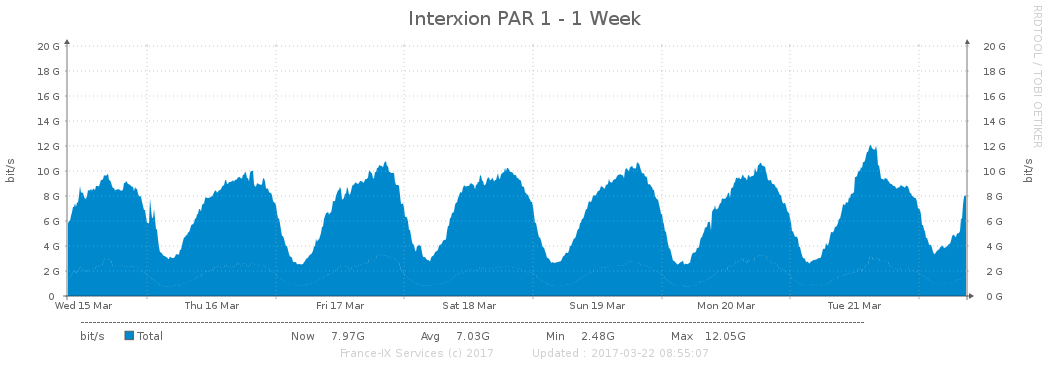 Interxion PAR 1 - 1 Week
RRDTOOL / TOBI OETIKER
bit/s
20 G
18 G
16 G
14 G
12 G
10 G
8 G
6 G
4 G
2 G
0
20 G
18 G
16 G
14 G
12 G
10 G
8 G
6 G
4 G
2 G
0 G
bit/s
Wed 15 Mar Thu 16 Mar Fri 17 Mar Sat 18 Mar Sun 19 Mar Mon 20 Mar Tue 21 Mar
bit/s Total Now 7.97G Avg 7.03G Min 2.48G Max 12.05G
France-IX Services (c) 2017 Updated : 2017-03-22 08:55:07